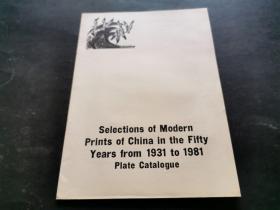 Selections of Modern
Prints of China in the Fifty
Years from 1931 to 1981
Plate Catalogue